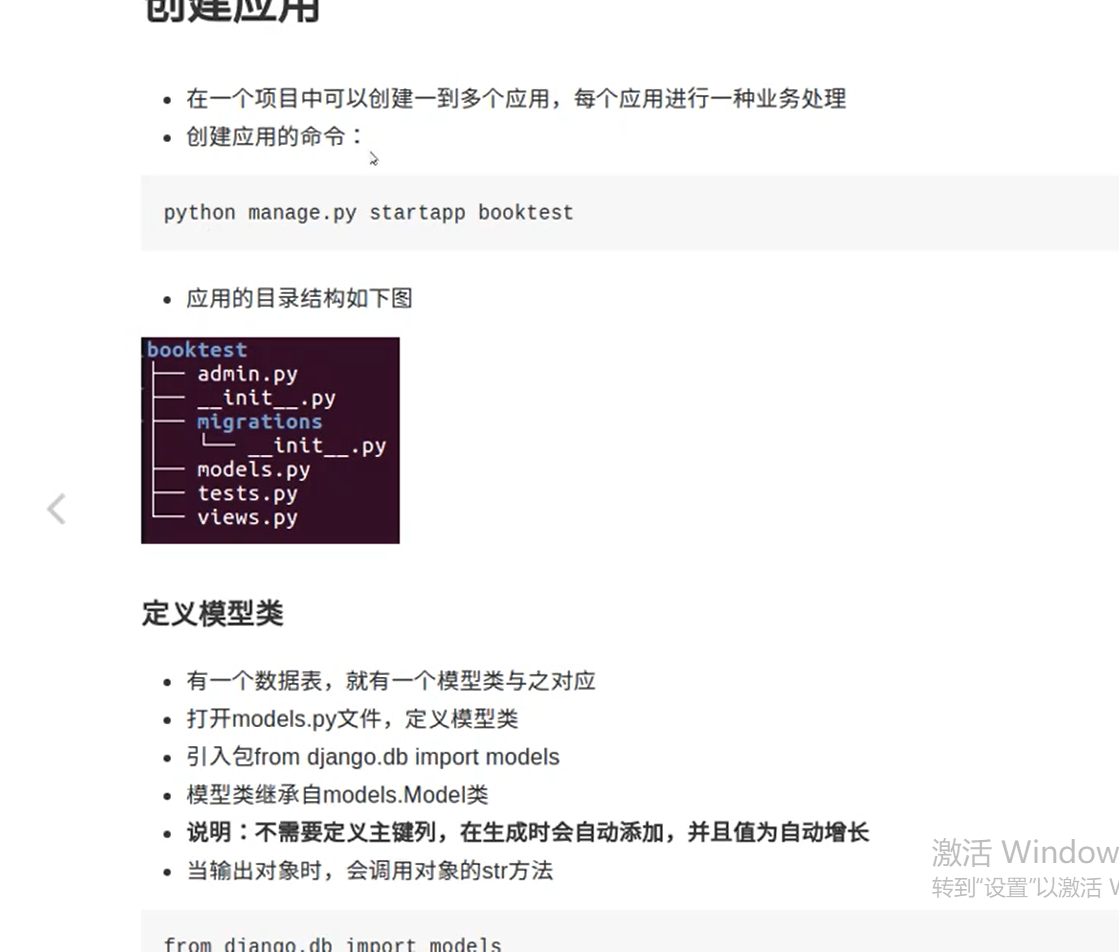 创建应用
在一个项目中可以创建一到多个应用，每个应用进行一种业务处理
创建应用的命令：
python manage.py startapp booktest
应用的目录结构如下图
booktest
admin.py
__init__.py
migrations
__init__.py
models.py
tests.py
views.py
定义模型类
有一个数据表，就有一个模型类与之对应
打开models.py文件，定义模型类
引入包from django.db import models
模型类继承自models.Model类
说明：不需要定义主键列，在生成时会自动添加，并且值为自动增长
当输出对象时，会调用对象的str方法
from django.db import models
激活 Window
转到“设置”以激活 W